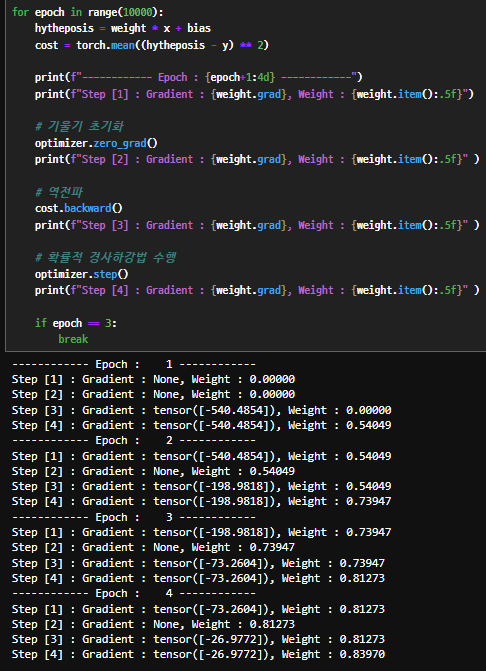 for epoch in range(10000):
    hytheposis = weight * x + bias
    cost = torch.mean((hytheposis - y) ** 2)

    print(f"------------ Epoch : {epoch+1:4d} ------------")
    print(f"Step [1] : Gradient : {weight.grad}, Weight : {weight.item():.5f}")

    # 기울기 초기화
    optimizer.zero_grad()
    print(f"Step [2] : Gradient : {weight.grad}, Weight : {weight.item():.5f}" )

    # 역전파
    cost.backward()
    print(f"Step [3] : Gradient : {weight.grad}, Weight : {weight.item():.5f}" )

    # 확률적 경사하강법 수행
    optimizer.step()
    print(f"Step [4] : Gradient : {weight.grad}, Weight : {weight.item():.5f}" )

    if epoch == 3:
        break
------------ Epoch :    1 ------------
Step [1] : Gradient : None, Weight : 0.00000
Step [2] : Gradient : None, Weight : 0.00000
Step [3] : Gradient : tensor([-540.4854]), Weight : 0.00000
Step [4] : Gradient : tensor([-540.4854]), Weight : 0.54049
------------ Epoch :    2 ------------
Step [1] : Gradient : tensor([-540.4854]), Weight : 0.54049
Step [2] : Gradient : None, Weight : 0.54049
Step [3] : Gradient : tensor([-198.9818]), Weight : 0.54049
Step [4] : Gradient : tensor([-198.9818]), Weight : 0.73947
------------ Epoch :    3 ------------
Step [1] : Gradient : tensor([-198.9818]), Weight : 0.73947
Step [2] : Gradient : None, Weight : 0.73947
Step [3] : Gradient : tensor([-73.2604]), Weight : 0.73947
Step [4] : Gradient : tensor([-73.2604]), Weight : 0.81273
------------ Epoch :    4 ------------
Step [1] : Gradient : tensor([-73.2604]), Weight : 0.81273
Step [2] : Gradient : None, Weight : 0.81273
Step [3] : Gradient : tensor([-26.9772]), Weight : 0.81273
Step [4] : Gradient : tensor([-26.9772]), Weight : 0.83970